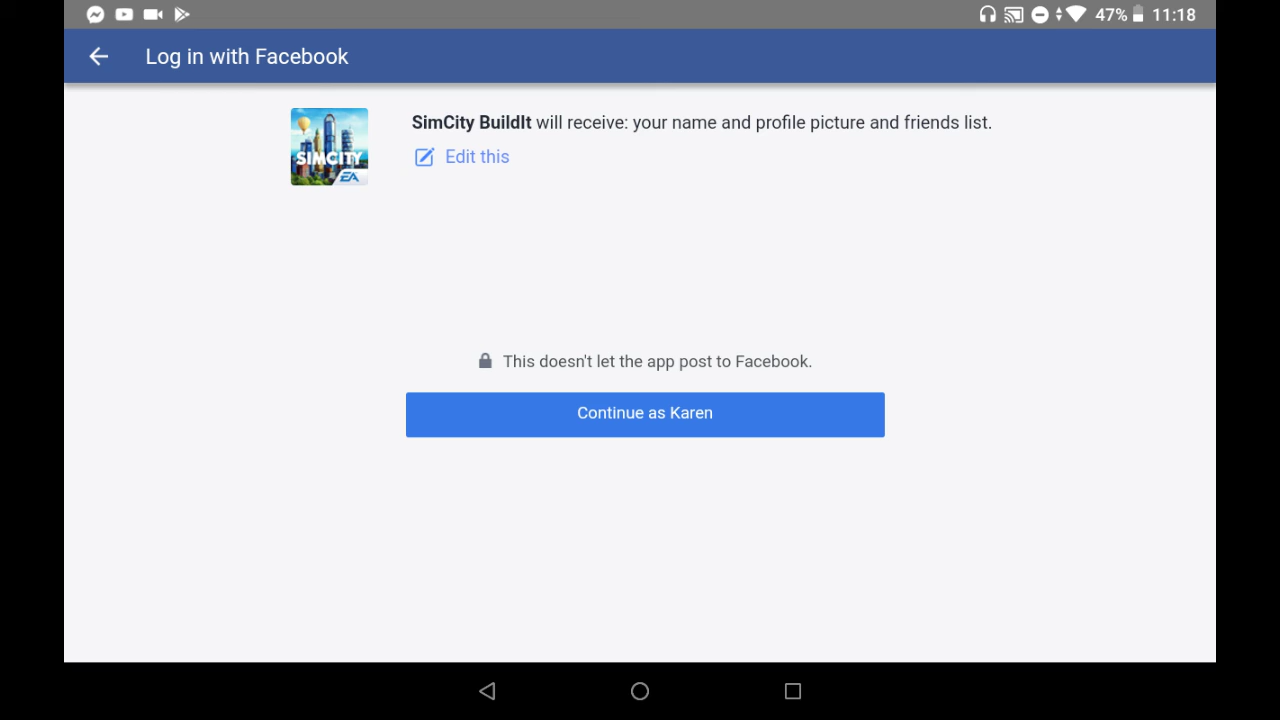 47% 11:18
Log in with Facebook
SimCity BuildIt will receive: your name and profile picture and friends list.
SIMCITY
EA
Edit this
This doesn't let the app post to Facebook.
Continue as Karen